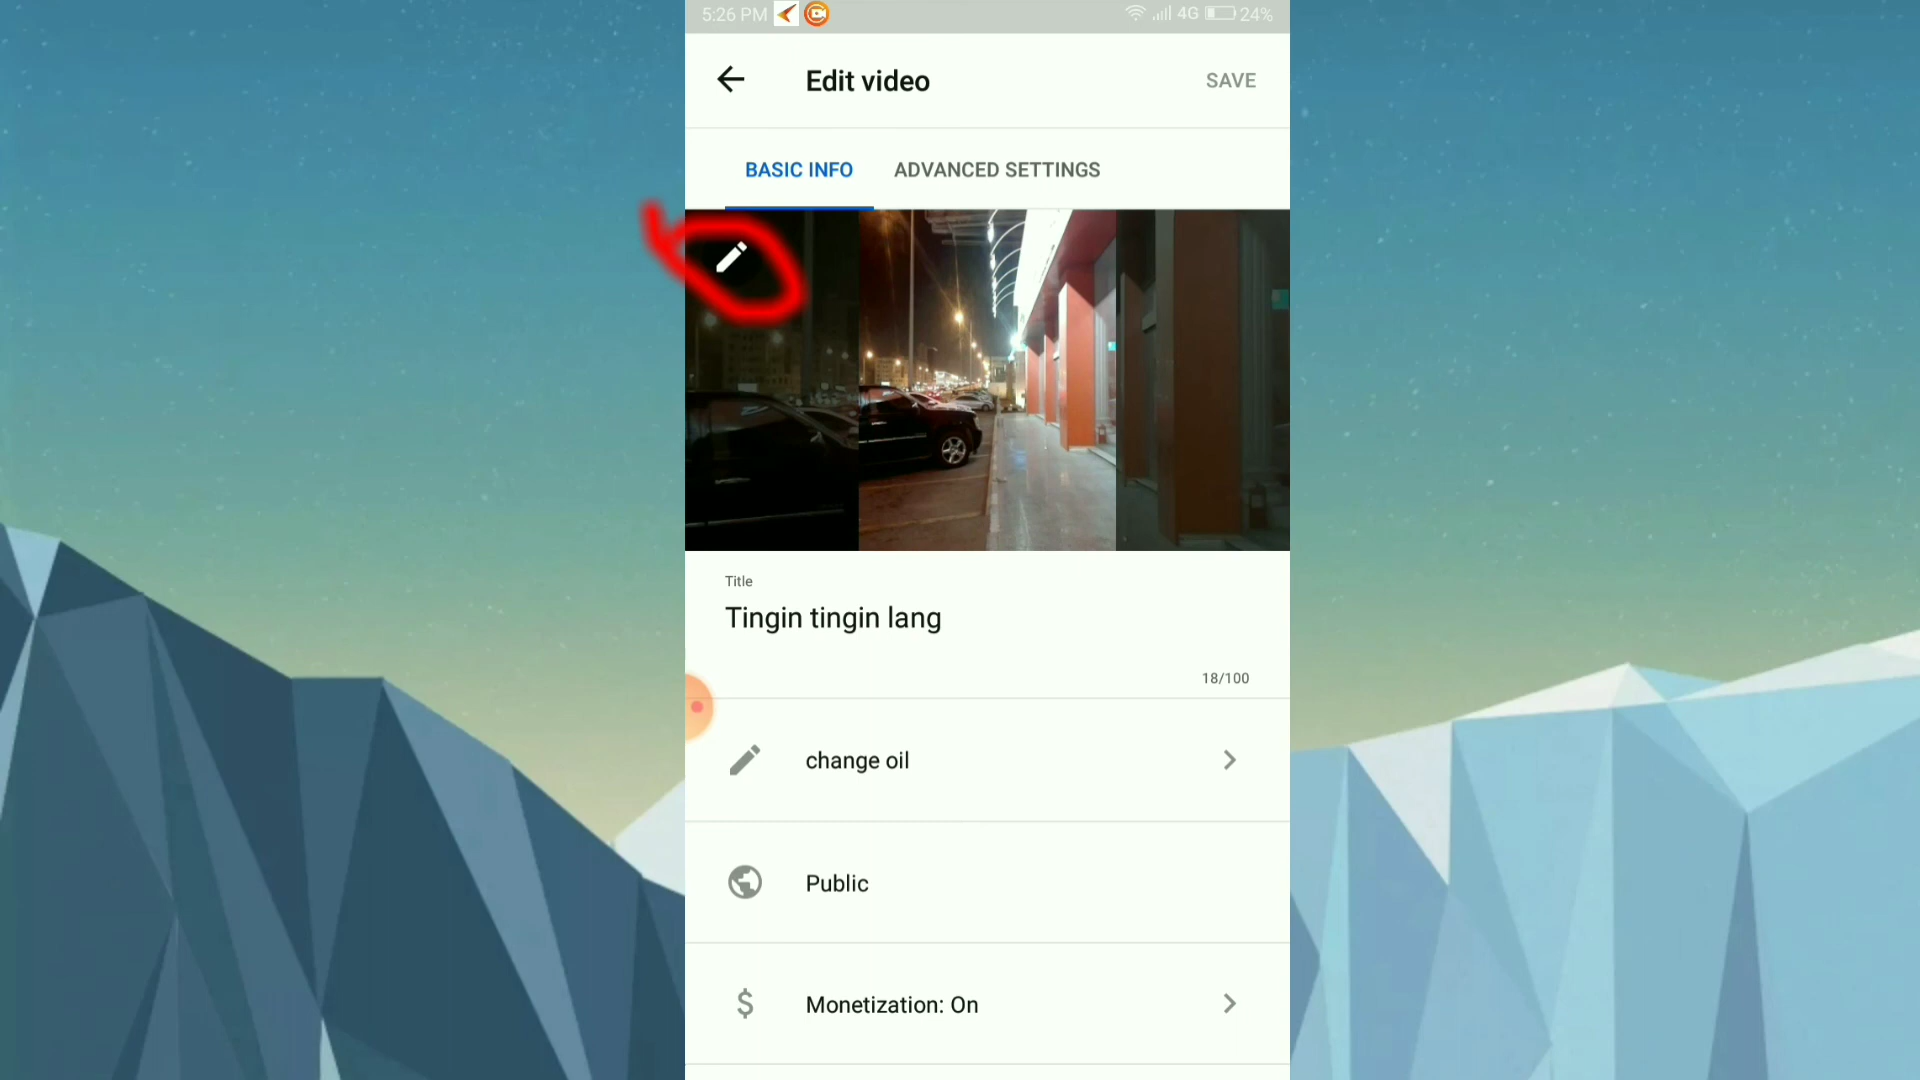 5:26 PM 4G 24%
Edit video SAVE
BASIC INFO ADVANCED SETTINGS
Title
Tingin tingin lang
18/100
change oil
Public
Monetization: On